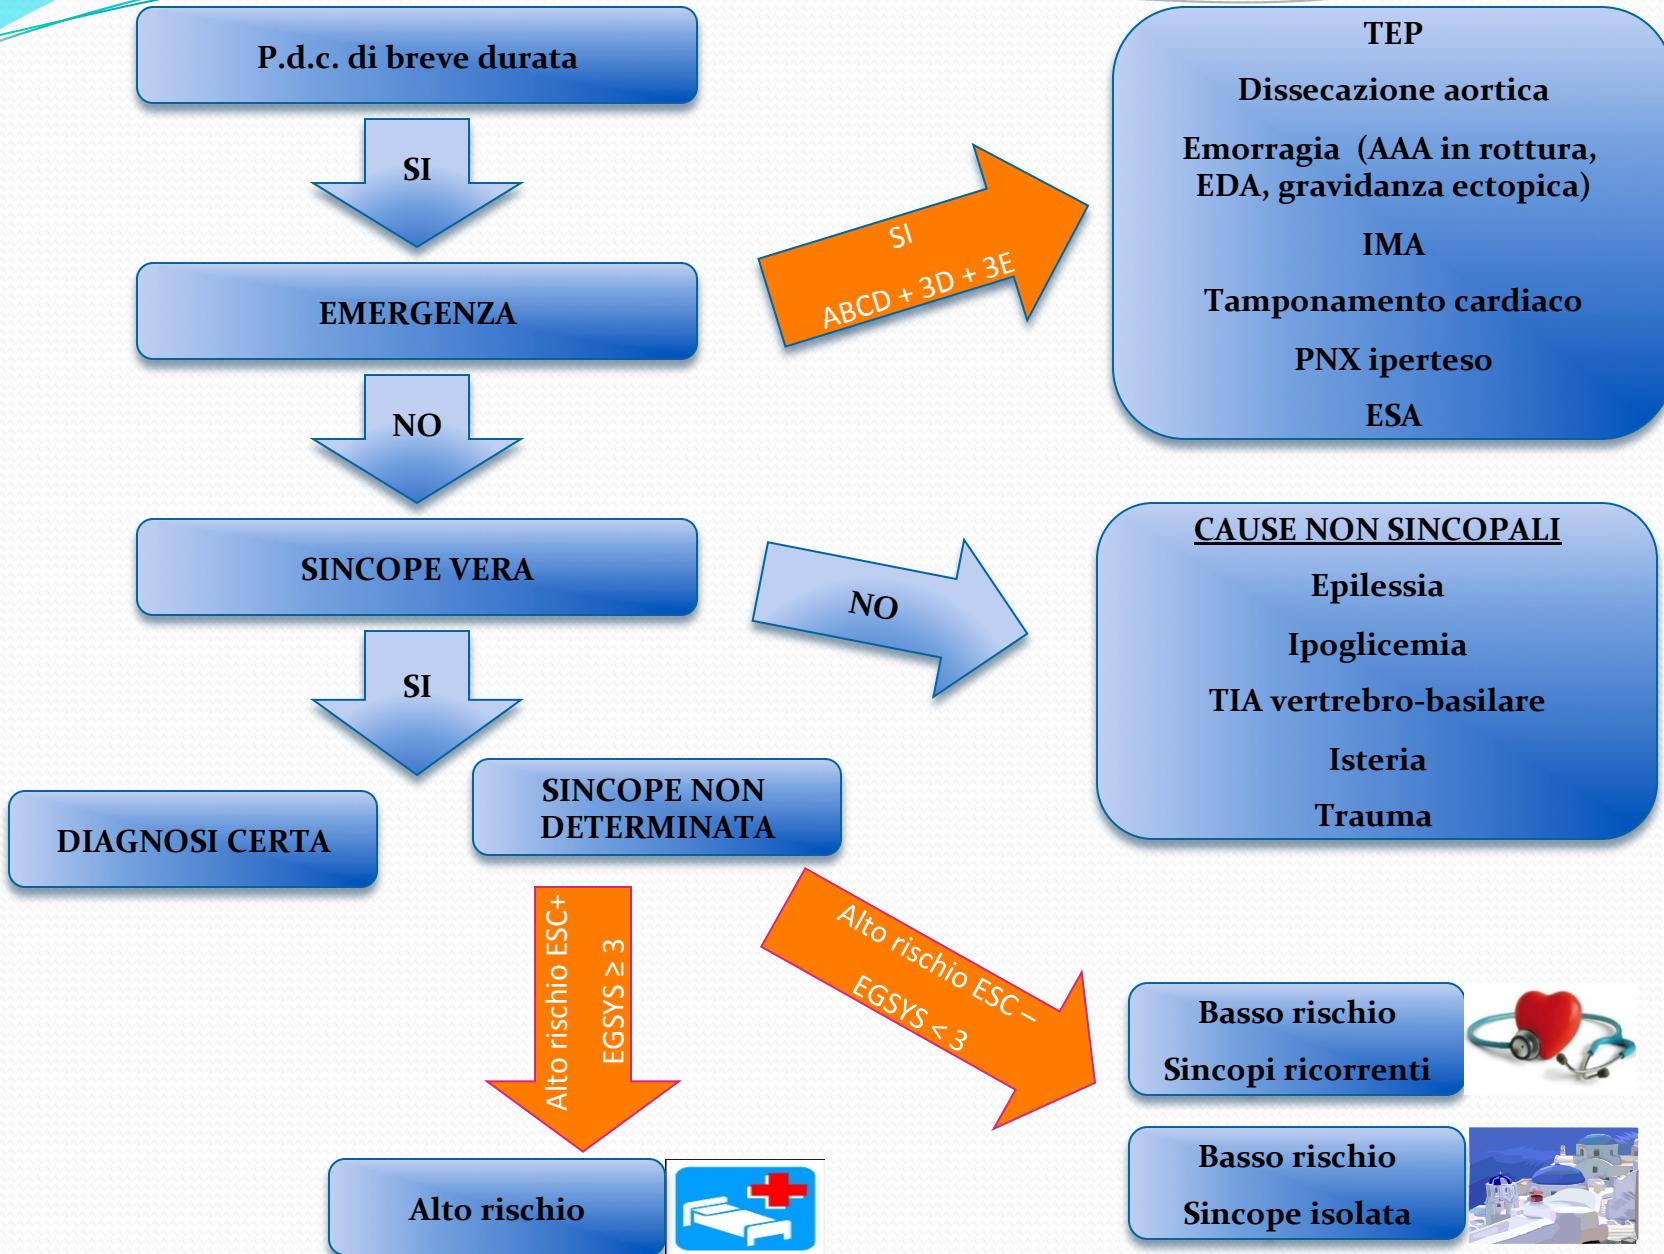 P.d.c. di breve durata
SI
EMERGENZA
SI
ABCD + 3D + 3E
TEP
Dissecazione aortica
Emorragia (AAA in rottura,
EDA, gravidanza ectopica)
IMA
Tamponamento cardiaco
PNX iperteso
ESA
NO
SINCOPE VERA
NO
CAUSE NON SINCOPALI
Epilessia
Ipoglicemia
TIA vertrebro-basilare
Isteria
Trauma
SI
DIAGNOSI CERTA
SINCOPE NON
DETERMINATA
Alto rischio ESC+
EGSYS ≥ 3
Alto rischio ESC –
EGSYS < 3
Alto rischio
Basso rischio
Sincopi ricorrenti
Basso rischio
Sincope isolata